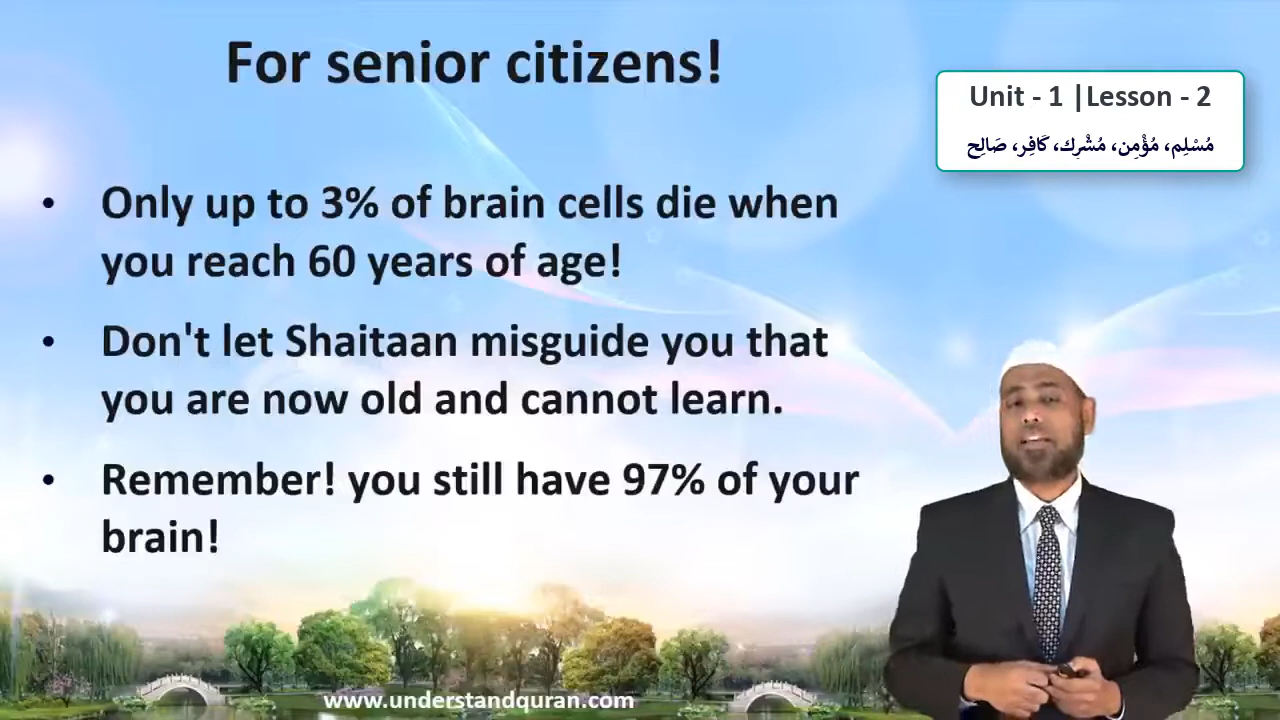 For senior citizens!
Unit - 1 |Lesson - 2
مُسْلِم، مُؤْمِن، مُشْرِك، كَافِر، صَالِح
• Only up to 3% of brain cells die when
you reach 60 years of age!
• Don't let Shaitaan misguide you that
you are now old and cannot learn.
• Remember! you still have 97% of your
brain!
www.understandquran.com